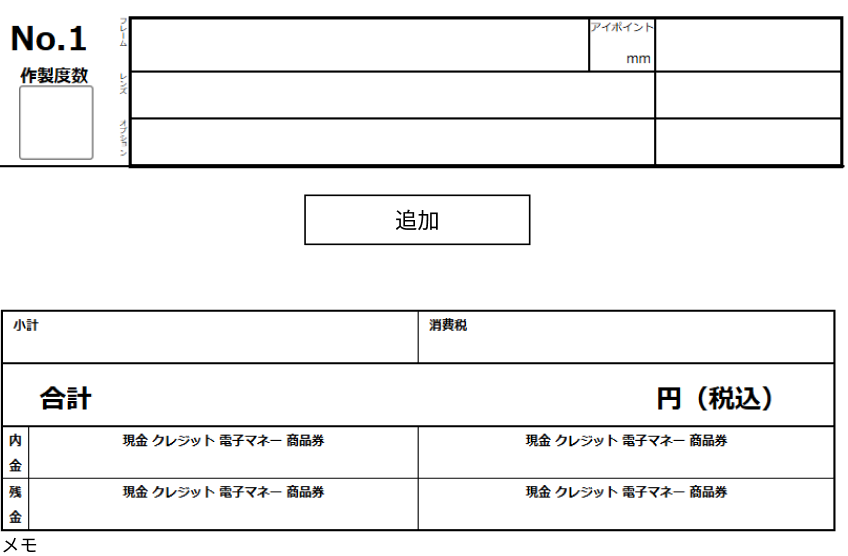 No.1
作製度数
フレーム
アイポイント
mm
レンズ
オプション
追加
小計
消費税
合計
円（税込）
内金
現金 クレジット 電子マネー 商品券
現金 クレジット 電子マネー 商品券
残金
現金 クレジット 電子マネー 商品券
現金 クレジット 電子マネー 商品券
メモ